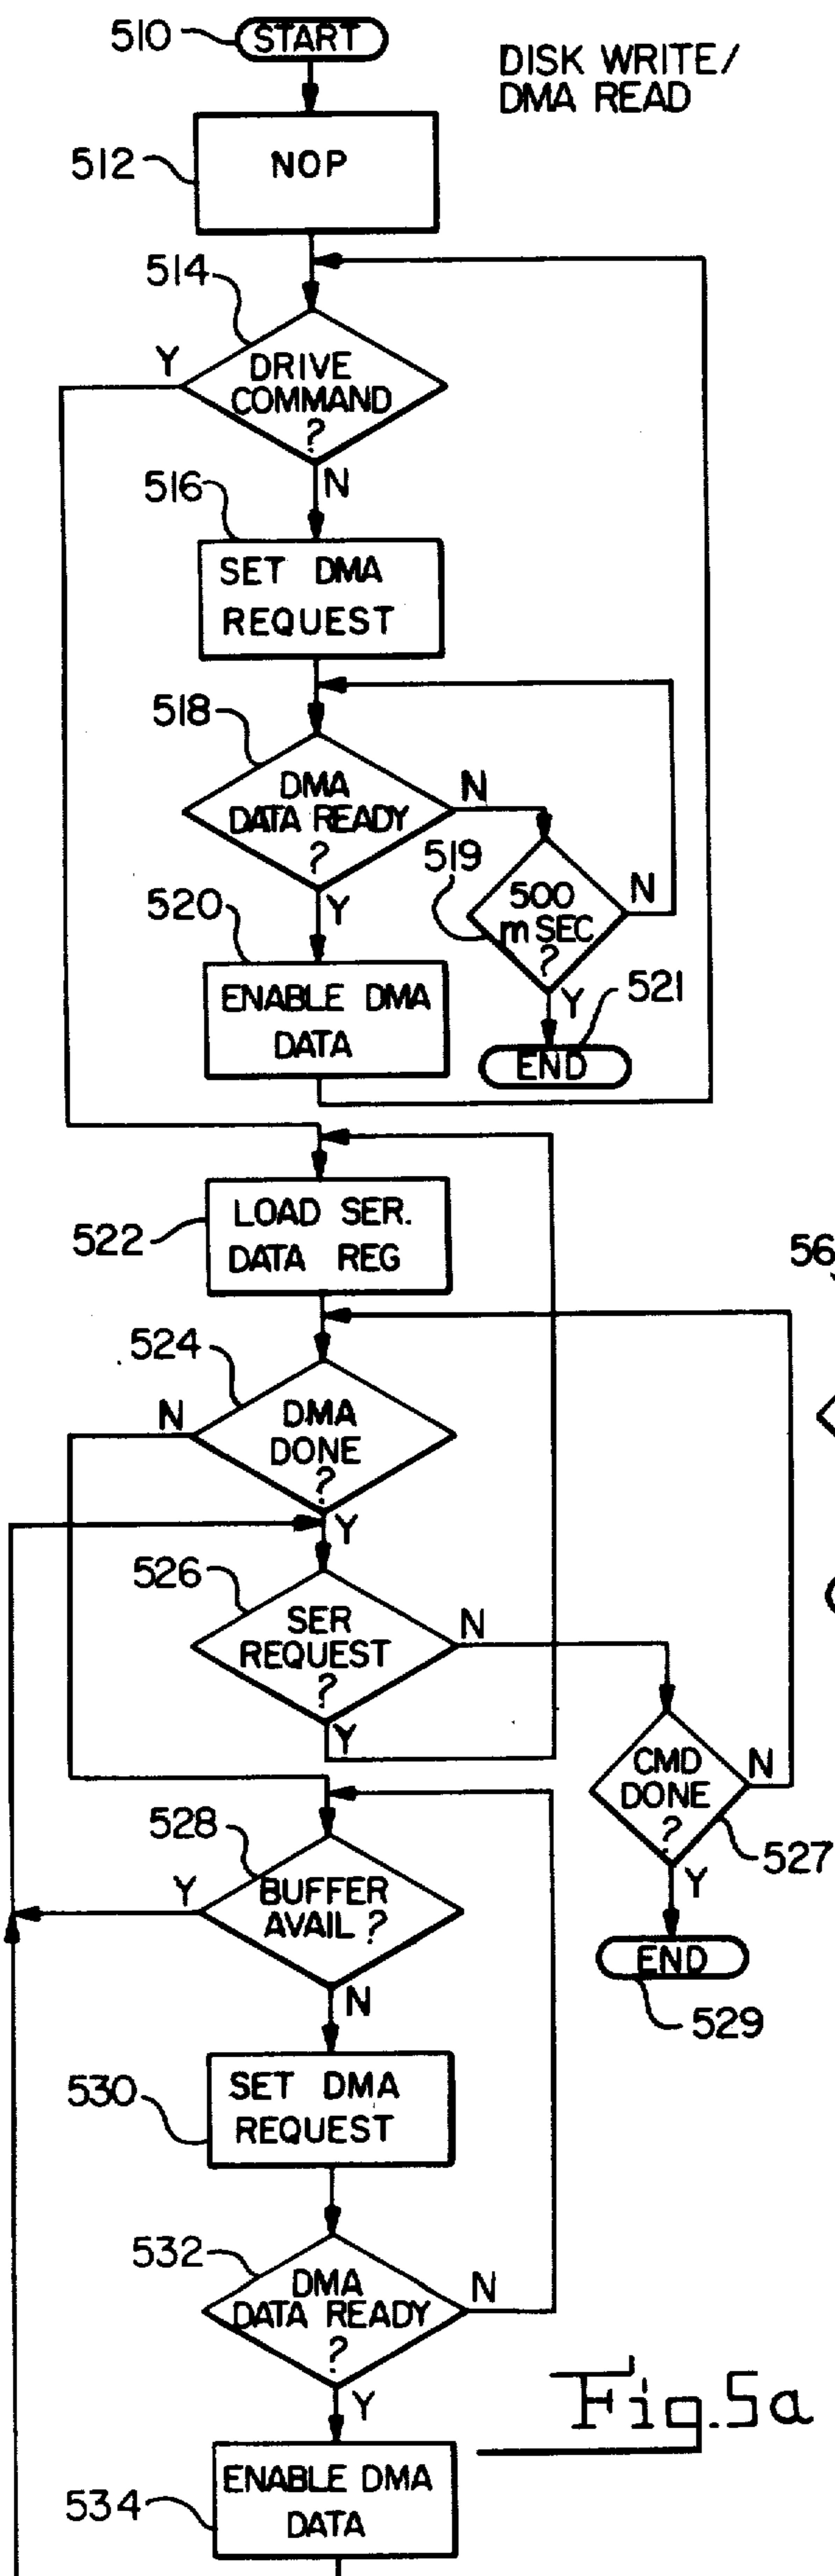 510
START
DISK WRITE/
DMA READ
512
NOP
514
Y
DRIVE
COMMAND
?
N
516
SET DMA
REQUEST
518
DMA
DATA READY
?
N
Y
519
500
mSEC
?
N
Y
520
ENABLE DMA
DATA
521
END
522
LOAD SER.
DATA REG
56
524
N
DMA
DONE
?
Y
526
SER
REQUEST
?
N
Y
CMD
DONE
?
N
527
Y
END
529
528
Y
BUFFER
AVAIL ?
N
530
SET DMA
REQUEST
532
DMA
DATA READY
?
N
Y
Fig.5a
534
ENABLE DMA
DATA